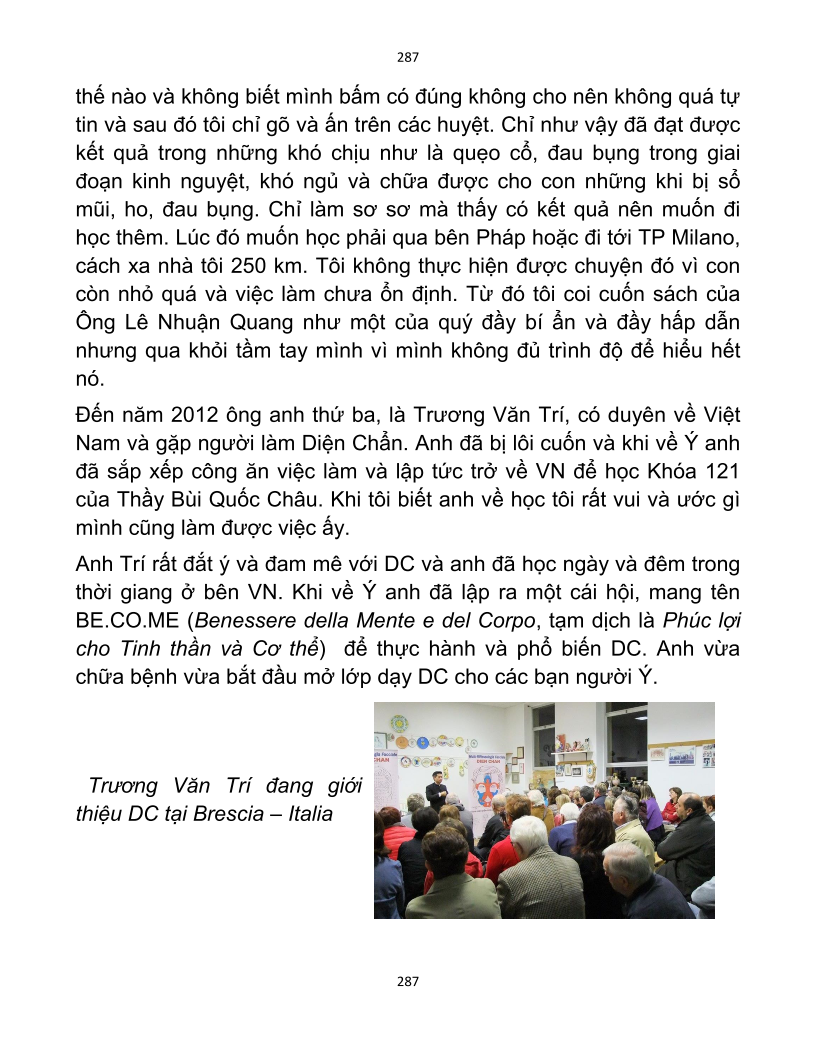 287
thế nào và không biết mình bấm có đúng không cho nên không quá tự
tin và sau đó tôi chỉ gõ và ấn trên các huyệt. Chỉ như vậy đã đạt được
kết quả trong những khó chịu như là quẹo cổ, đau bụng trong giai
đoạn kinh nguyệt, khó ngủ và chữa được cho con những khi bị sổ
mũi, ho, đau bụng. Chỉ làm sơ sơ mà thấy có kết quả nên muốn đi
học thêm. Lúc đó muốn học phải qua bên Pháp hoặc đi tới TP Milano,
cách xa nhà tôi 250 km. Tôi không thực hiện được chuyện đó vì con
còn nhỏ quá và việc làm chưa ổn định. Từ đó tôi coi cuốn sách của
Ông Lê Nhuận Quang như một của quý đầy bí ẩn và đầy hấp dẫn
nhưng qua khỏi tầm tay mình vì mình không đủ trình độ để hiểu hết
nó.
Đến năm 2012 ông anh thứ ba, là Trương Văn Trí, có duyên về Việt
Nam và gặp người làm Diện Chẩn. Anh đã bị lôi cuốn và khi về Ý anh
đã sắp xếp công ăn việc làm và lập tức trở về VN để học Khóa 121
của Thầy Bùi Quốc Châu. Khi tôi biết anh về học tôi rất vui và ước gì
mình cũng làm được việc ấy.
Anh Trí rất đắt ý và đam mê với DC và anh đã học ngày và đêm trong
thời giang ở bên VN. Khi về Ý anh đã lập ra một cái hội, mang tên
BE.CO.ME (Benessere della Mente e del Corpo, tạm dịch là Phúc lợi
cho Tinh thần và Cơ thể) để thực hành và phổ biến DC. Anh vừa
chữa bệnh vừa bắt đầu mở lớp dạy DC cho các bạn người Ý.
Trương Văn Trí đang giới
thiệu DC tại Brescia – Italia
DIEN CHAN
287